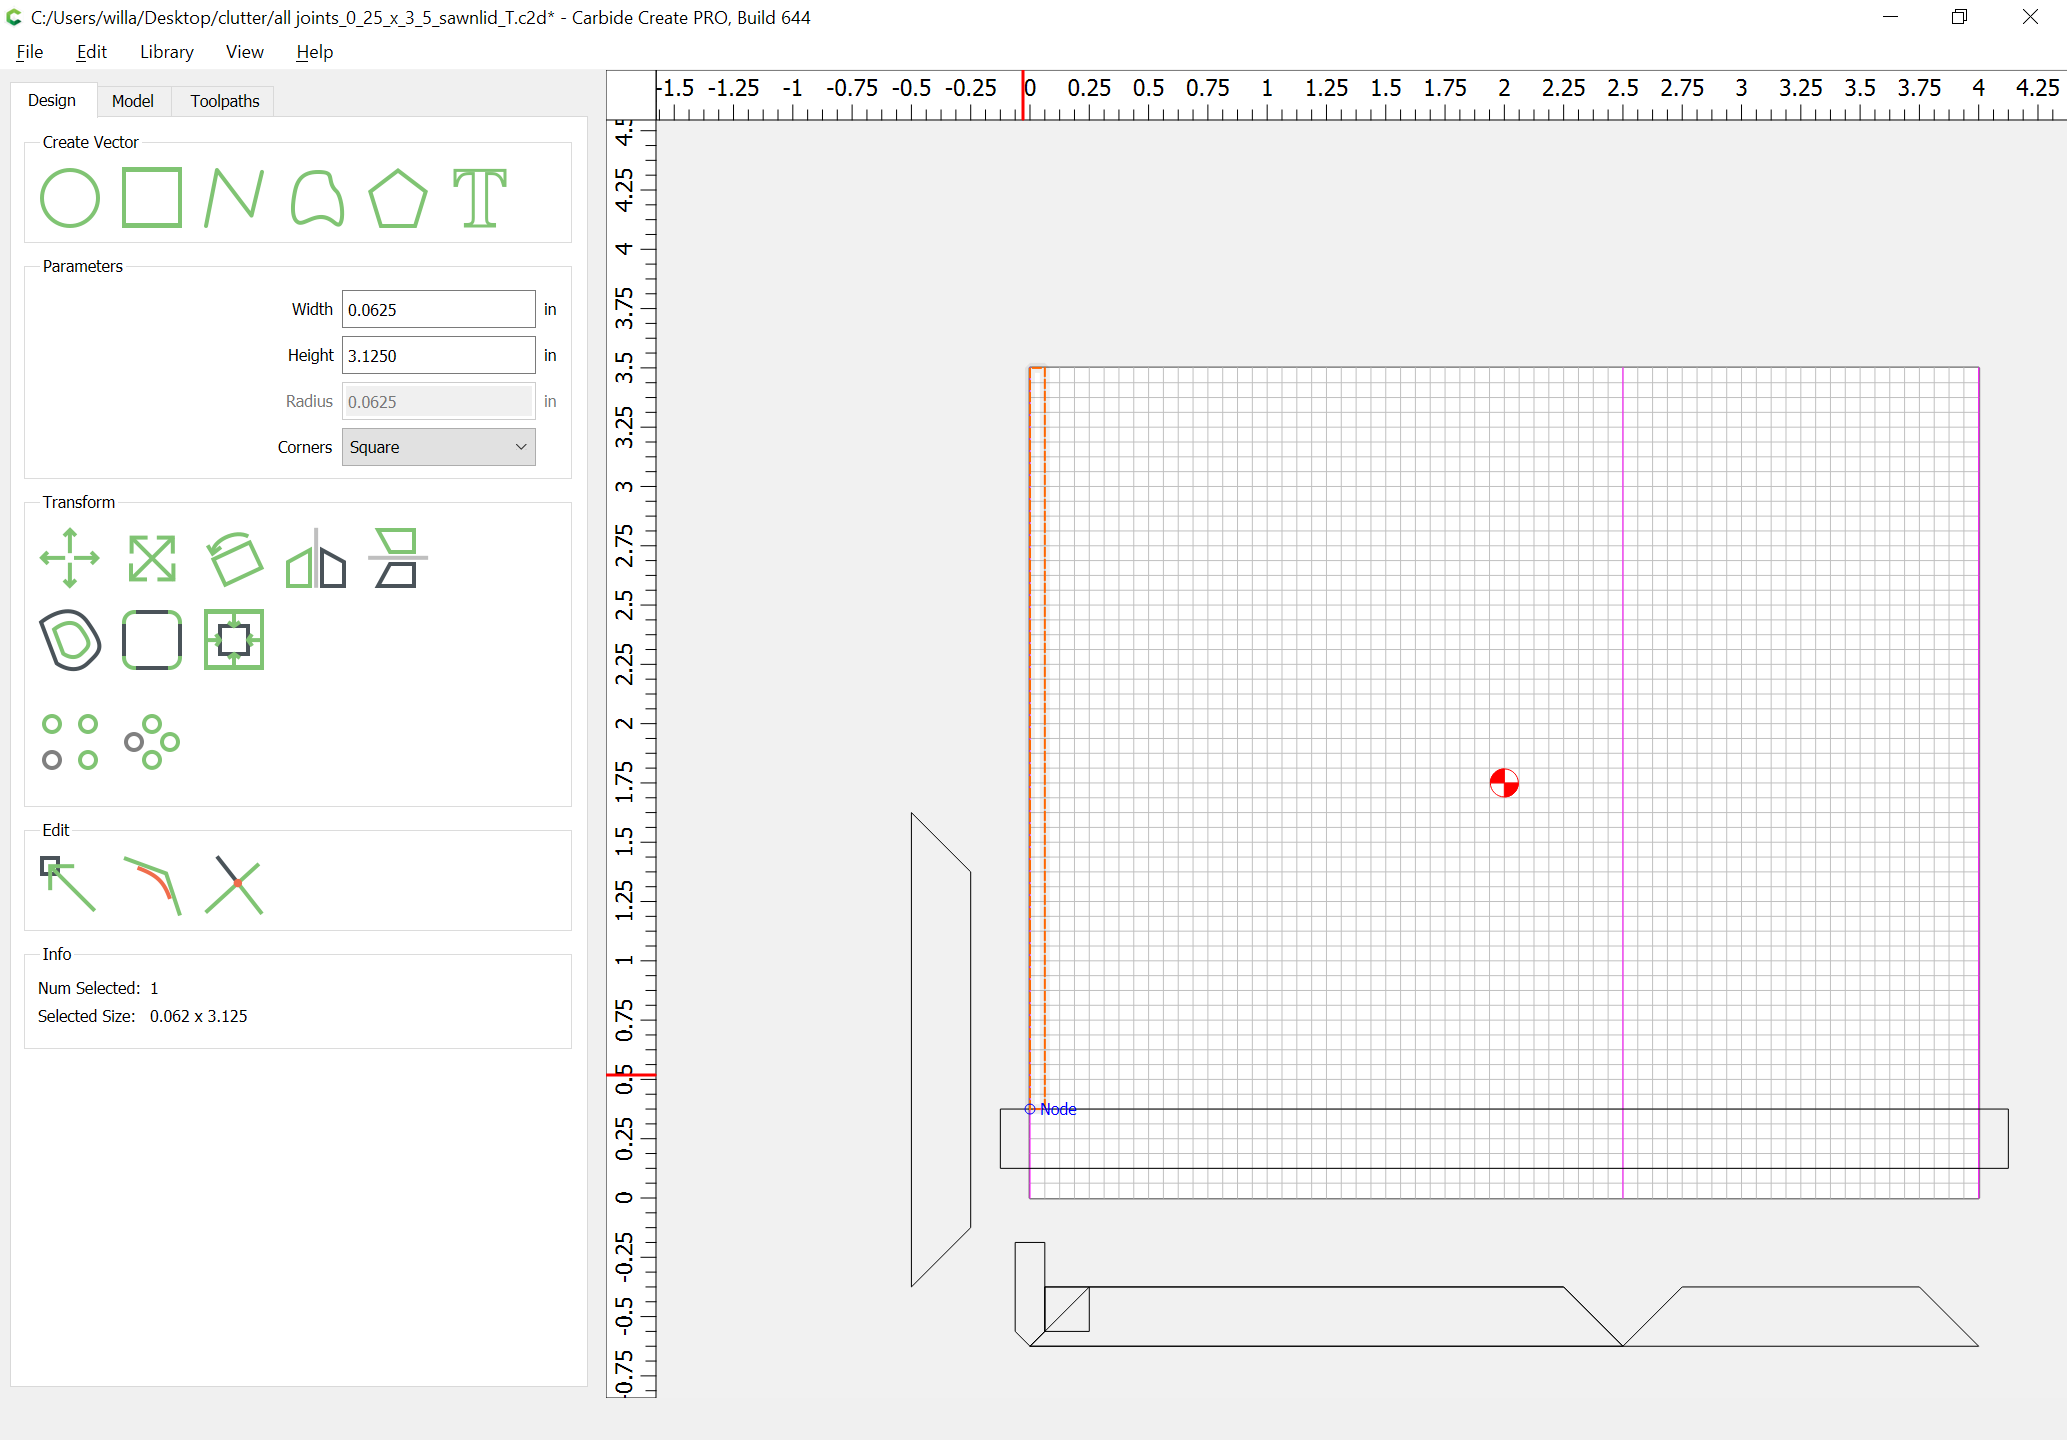 C:/Users/willa/Desktop/clutter/all joints_0_25_x_3_5_sawnlid_T.c2d* - Carbide Create PRO, Build 644
File Edit Library View Help
Design Model Toolpaths
Create Vector
T
Parameters
Width 0.0625 in
Height 3.1250 in
Radius 0.0625 in
Corners Square
Transform
Edit
Info
Num Selected: 1
Selected Size: 0.062 x 3.125
-1.5 -1.25 -1 -0.75 -0.5 -0.25 0 0.25 0.5 0.75 1 1.25 1.5 1.75 2 2.25 2.5 2.75 3 3.25 3.5 3.75 4 4.25
4.5
4.25
4
3.75
3.5
3.25
3
2.75
2.5
2.25
2
1.75
1.5
1.25
1
0.75
0.5
0.25
0
-0.25
-0.5
-0.75
Node